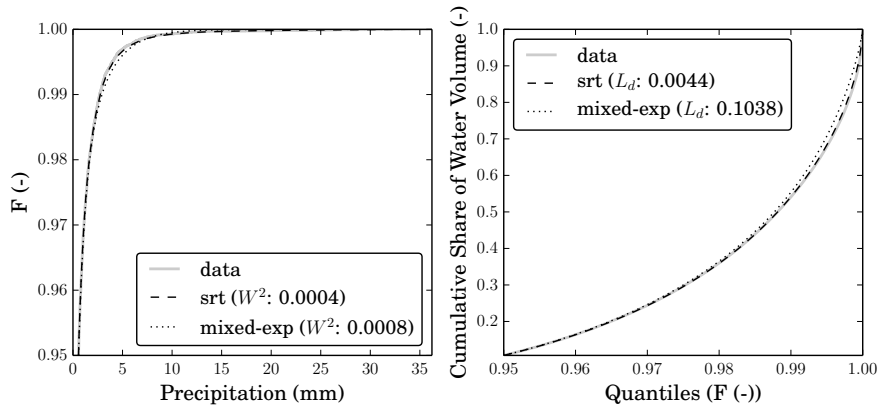 1.00
0.99
0.98
0.97
0.96
0.95
F (-)
data
srt (W²: 0.0004)
mixed-exp (W²: 0.0008)
0 5 10 15 20 25 30 35
Precipitation (mm)
1.0
0.9
0.8
0.7
0.6
0.5
0.4
0.3
0.2
Cumulative Share of Water Volume (-)
data
srt (L_d: 0.0044)
mixed-exp (L_d: 0.1038)
0.95 0.96 0.97 0.98 0.99 1.00
Quantiles (F (-))